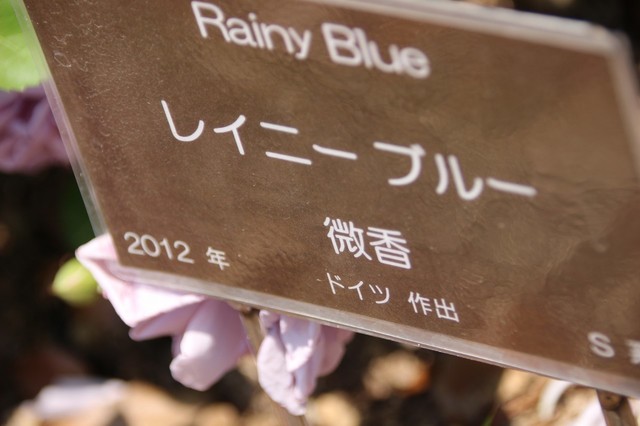 Rainy Blue
レイニーブルー
微香
2012 年
ドイツ 作出
S